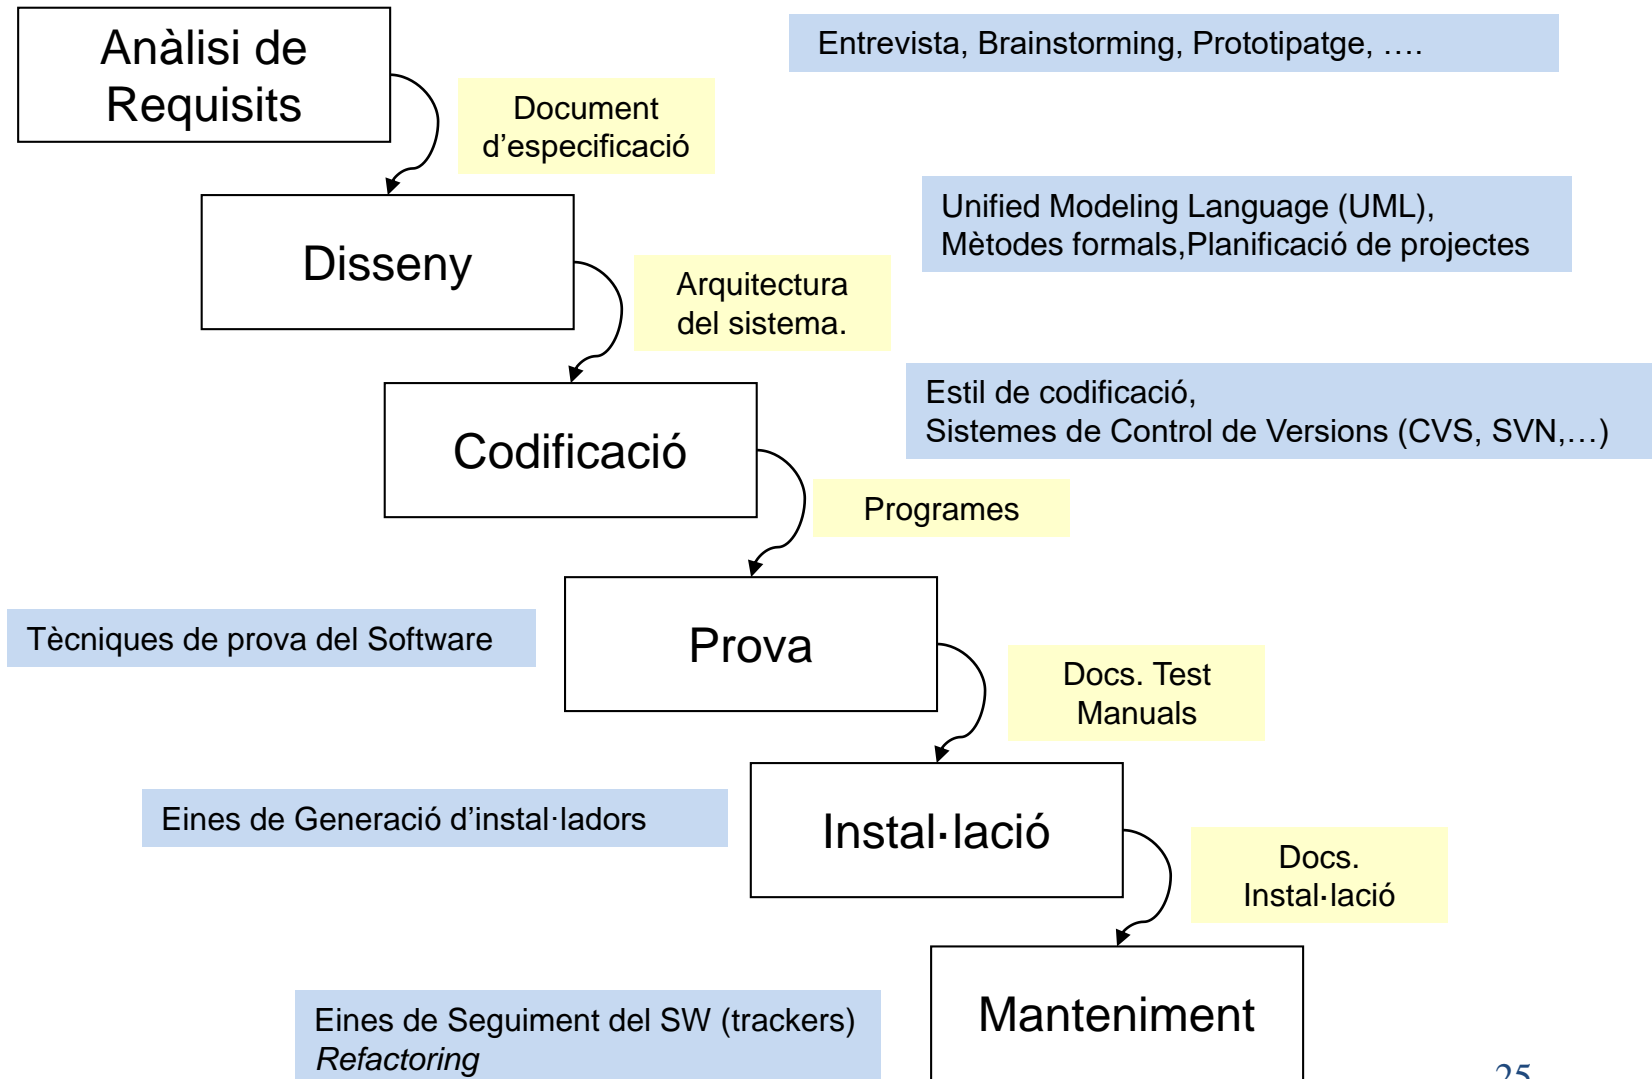 Anàlisi de
Requisits
Entrevista, Brainstorming, Prototipatge, ….
Document
d’especificació
Disseny
Unified Modeling Language (UML),
Mètodes formals,Planificació de projectes
Arquitectura
del sistema.
Codificació
Estil de codificació,
Sistemes de Control de Versions (CVS, SVN,…)
Programes
Tècniques de prova del Software
Prova
Docs. Test
Manuals
Eines de Generació d’instal·ladors
Instal·lació
Docs.
Instal·lació
Eines de Seguiment del SW (trackers)
Refactoring
Manteniment
25